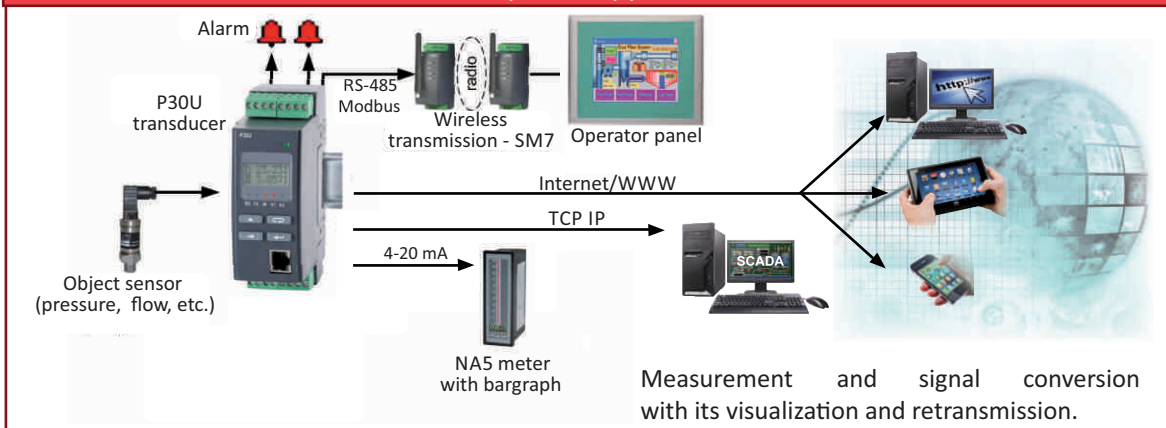 Alarm
P30U
transducer
RS-485
Modbus
radio
Wireless
transmission - SM7
Operator panel
http://www
Internet/WWW
TCP IP
SCADA
4-20 mA
Object sensor
(pressure, flow, etc.)
NA5 meter
with bargraph
Measurement and signal conversion
with its visualization and retransmission.